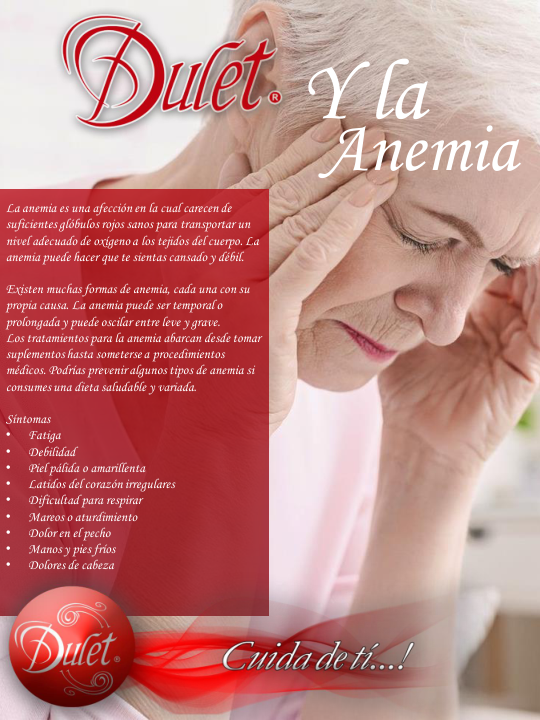 Dulet®
Y la
Anemia
La anemia es una afección en la cual carecen de
suficientes glóbulos rojos sanos para transportar un
nivel adecuado de oxígeno a los tejidos del cuerpo. La
anemia puede hacer que te sientas cansado y débil.
Existen muchas formas de anemia, cada una con su
propia causa. La anemia puede ser temporal o
prolongada y puede oscilar entre leve y grave.
Los tratamientos para la anemia abarcan desde tomar
suplementos hasta someterse a procedimientos
médicos. Podrías prevenir algunos tipos de anemia si
consumes una dieta saludable y variada.
Síntomas
• Fatiga
• Debilidad
• Piel pálida o amarillenta
• Latidos del corazón irregulares
• Dificultad para respirar
• Mareos o aturdimiento
• Dolor en el pecho
• Manos y pies fríos
• Dolores de cabeza
Dulet®
Cuida de tí...!